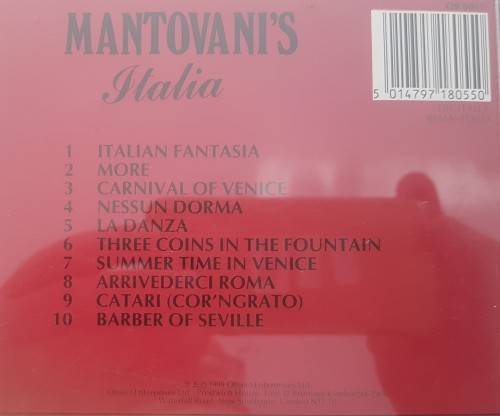 MANTOVANI'S
Italia
5 014797 180550
1 ITALIAN FANTASIA
2 MORE
3 CARNIVAL OF VENICE
4 NESSUN DORMA
5 LA DANZA
6 THREE COINS IN THE FOUNTAIN
7 SUMMER TIME IN VENICE
8 ARRIVEDERCI ROMA
9 CATARI (COR'NGRATO)
10 BARBER OF SEVILLE